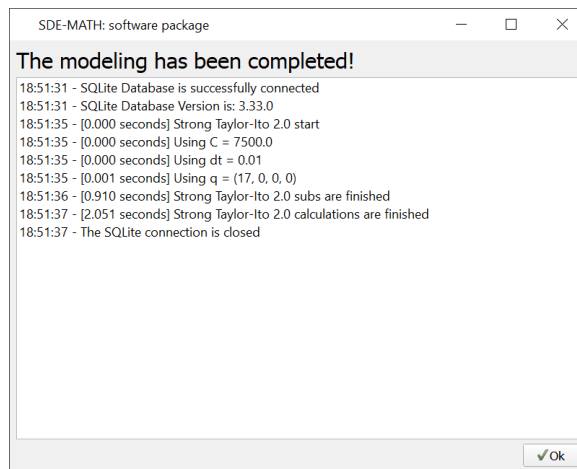 SDE-MATH: software package
The modeling has been completed!
18:51:31 - SQLite Database is successfully connected
18:51:31 - SQLite Database Version is: 3.33.0
18:51:35 - [0.000 seconds] Strong Taylor-Ito 2.0 start
18:51:35 - [0.000 seconds] Using C = 7500.0
18:51:35 - [0.000 seconds] Using dt = 0.01
18:51:35 - [0.001 seconds] Using q = (17, 0, 0, 0)
18:51:36 - [0.910 seconds] Strong Taylor-Ito 2.0 subs are finished
18:51:37 - [2.051 seconds] Strong Taylor-Ito 2.0 calculations are finished
18:51:37 - The SQLite connection is closed
Ok